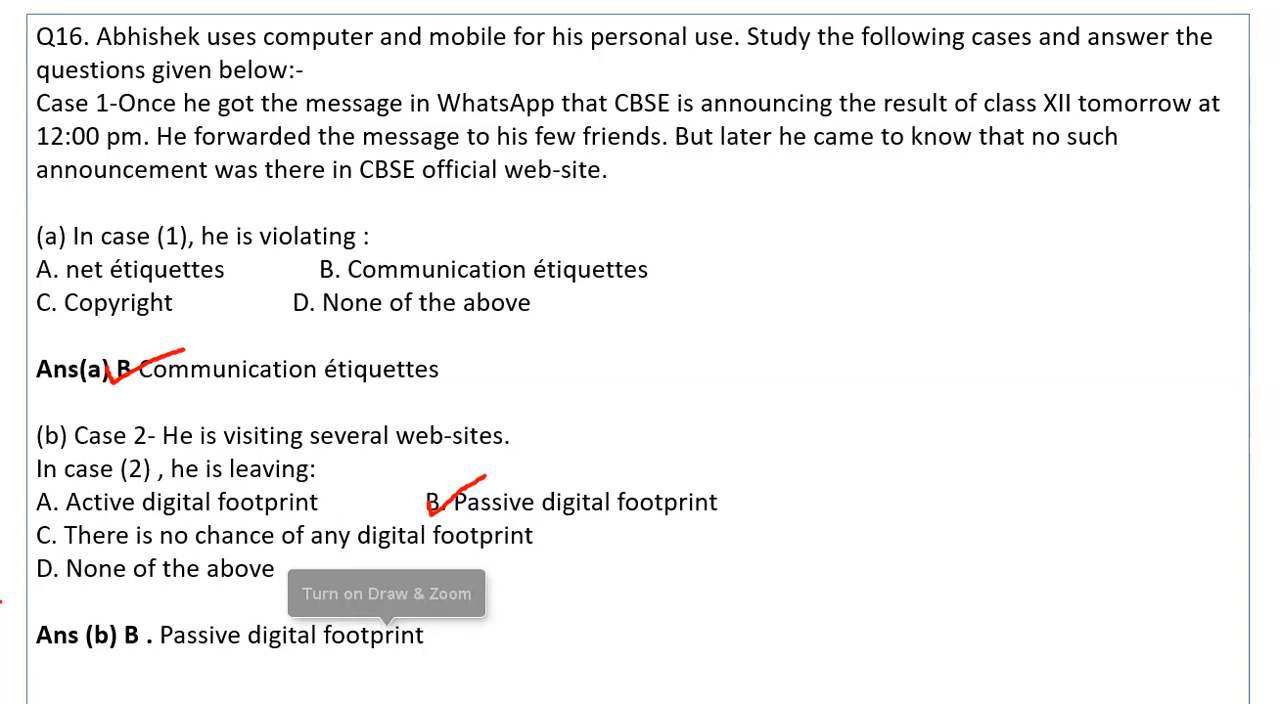 Q16. Abhishek uses computer and mobile for his personal use. Study the following cases and answer the
questions given below:-
Case 1-Once he got the message in WhatsApp that CBSE is announcing the result of class XII tomorrow at
12:00 pm. He forwarded the message to his few friends. But later he came to know that no such
announcement was there in CBSE official web-site.
(a) In case (1), he is violating :
A. net étiquettes B. Communication étiquettes
C. Copyright D. None of the above
Ans(a) B Communication étiquettes
(b) Case 2- He is visiting several web-sites.
In case (2) , he is leaving:
A. Active digital footprint B. Passive digital footprint
C. There is no chance of any digital footprint
D. None of the above
Turn on Draw & Zoom
Ans (b) B . Passive digital footprint